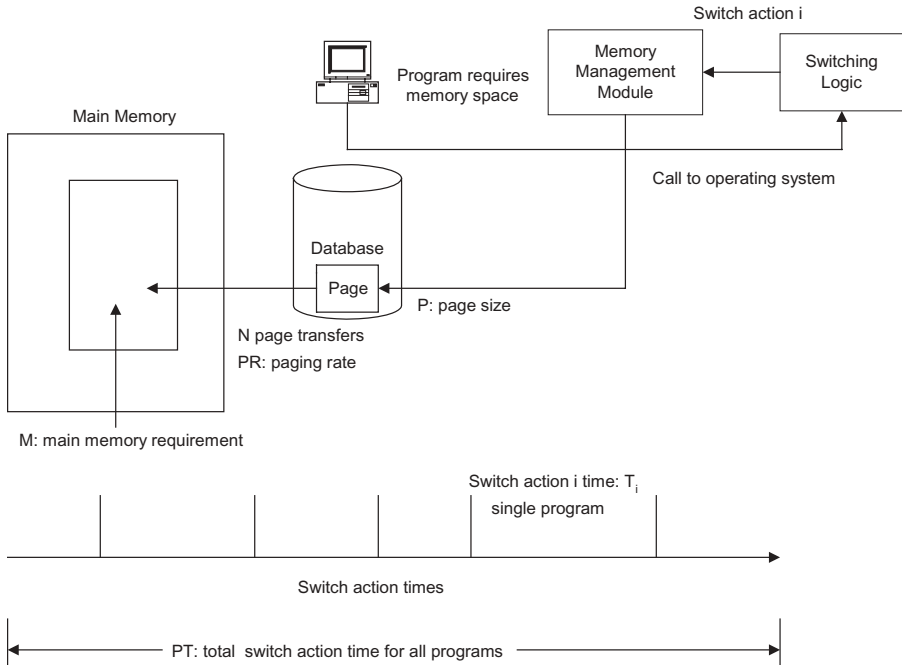 Switch action i
Memory
Management
Module
Switching
Logic
Program requires
memory space
Main Memory
Call to operating system
Database
Page
P: page size
N page transfers
PR: paging rate
M: main memory requirement
Switch action i time: Ti
single program
Switch action times
PT: total switch action time for all programs